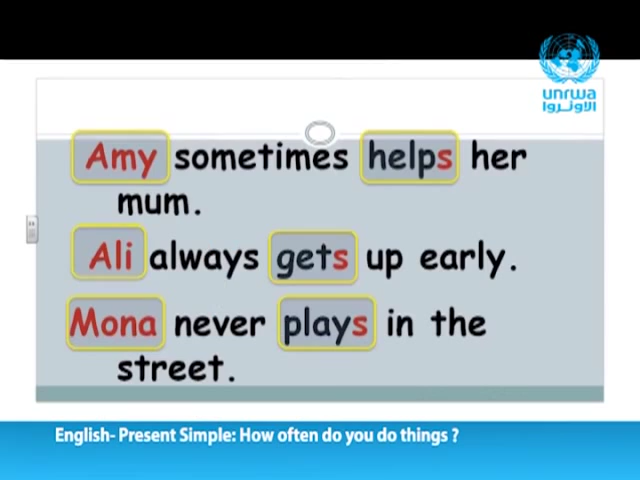 unrwa
الاونروا
Amy sometimes helps her
mum.
Ali always gets up early.
Mona never plays in the
street.
English- Present Simple: How often do you do things ?